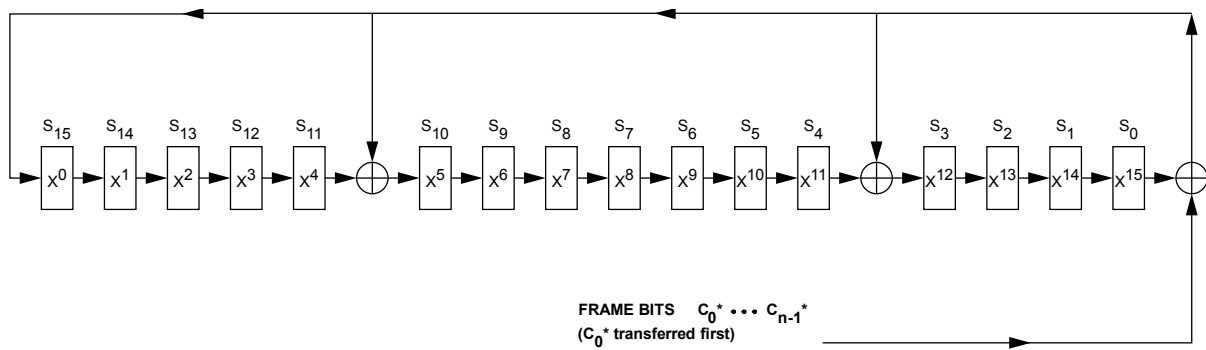 S15 S14 S13 S12 S11 S10 S9 S8 S7 S6 S5 S4 S3 S2 S1 S0
X0 X1 X2 X3 X4 X5 X6 X7 X8 X9 X10 X11 X12 X13 X14 X15
FRAME BITS C0* ••• Cn-1*
(C0* transferred first)